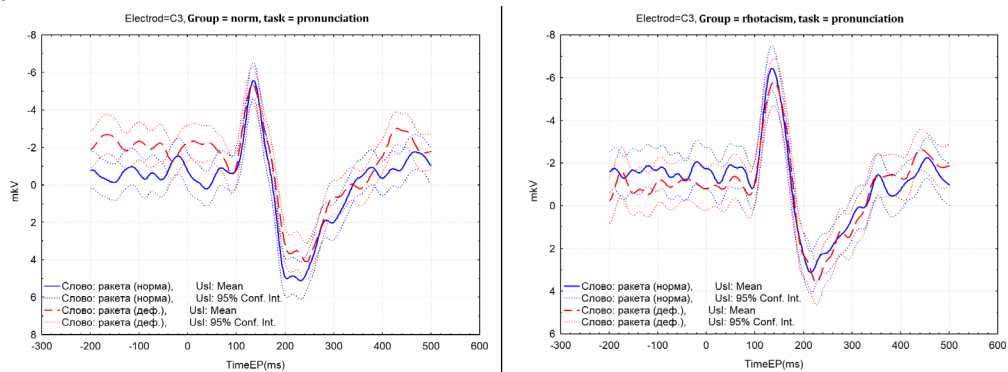 Electrod=C3, Group = norm, task = pronunciation
-8
-6
-4
-2
0
2
4
6
8
mkV
-300 -200 -100 0 100 200 300 400 500 600
TimeEP(ms)
Слово: ракета (норма), Usl: Mean
Слово: ракета (норма), Usl: 95% Conf. Int.
Слово: ракета (деф.), Usl: Mean
Слово: ракета (деф.), Usl: 95% Conf. Int.
Electrod=C3, Group = rhotacism, task = pronunciation
-8
-6
-4
-2
0
2
4
6
mkV
-300 -200 -100 0 100 200 300 400 500 600
TimeEP(ms)
Слово: ракета (норма), Usl: Mean
Слово: ракета (норма), Usl: 95% Conf. Int.
Слово: ракета (деф.), Usl: Mean
Слово: ракета (деф.), Usl: 95% Conf. Int.